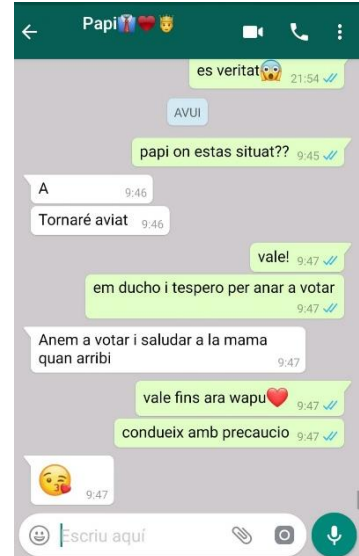 Papi👔❤️🤴
es veritat😱 21:54
AVUI
papi on estas situat?? 9:45
A 9:46
Tornaré aviat 9:46
vale! 9:47
em ducho i tespero per anar a votar
9:47
Anem a votar i saludar a la mama
quan arribi 9:47
vale fins ara wapu❤️ 9:47
condueix amb precaucio 9:47
😘 9:47
Escriu aquí